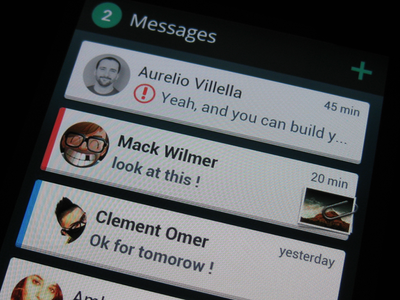 2 Messages +
Aurelio Villella
45 min
! Yeah, and you can build y...
Mack Wilmer
20 min
look at this !
Clement Omer
yesterday
Ok for tomorow !